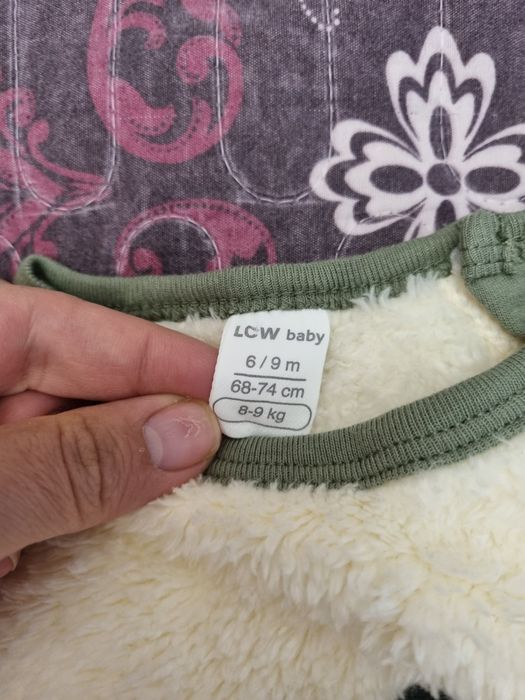 LCW baby
6 / 9 m
68-74 cm
8-9 kg